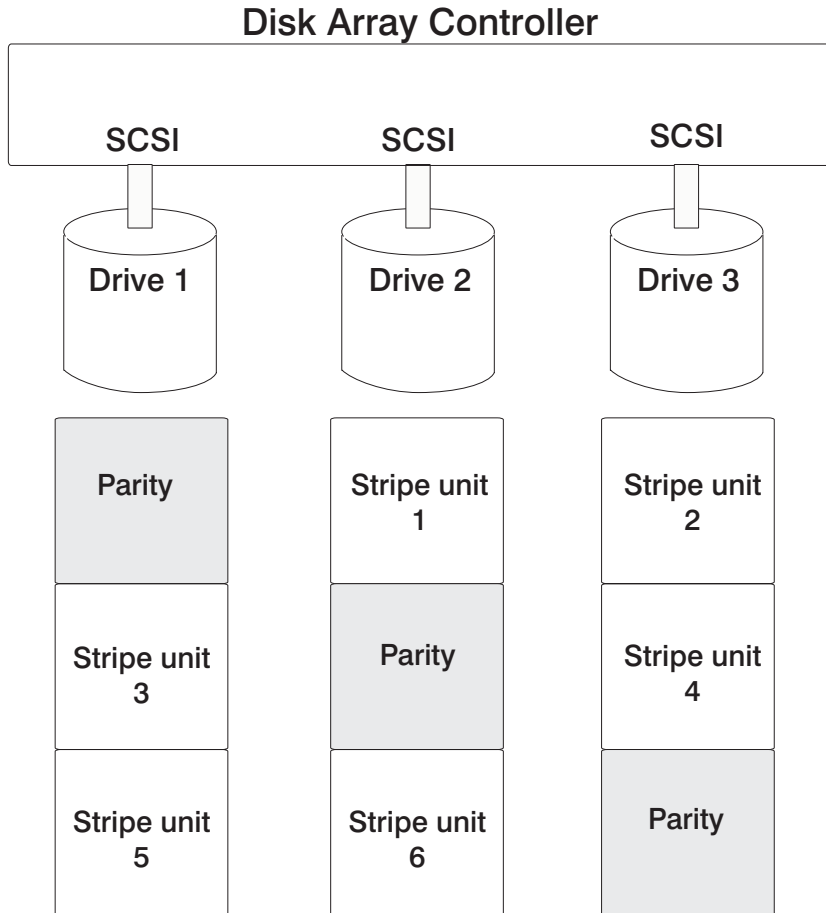 Disk Array Controller
SCSI
SCSI
SCSI
Drive 1
Drive 2
Drive 3
Parity
Stripe unit
1
Stripe unit
2
Stripe unit
3
Parity
Stripe unit
4
Stripe unit
5
Stripe unit
6
Parity